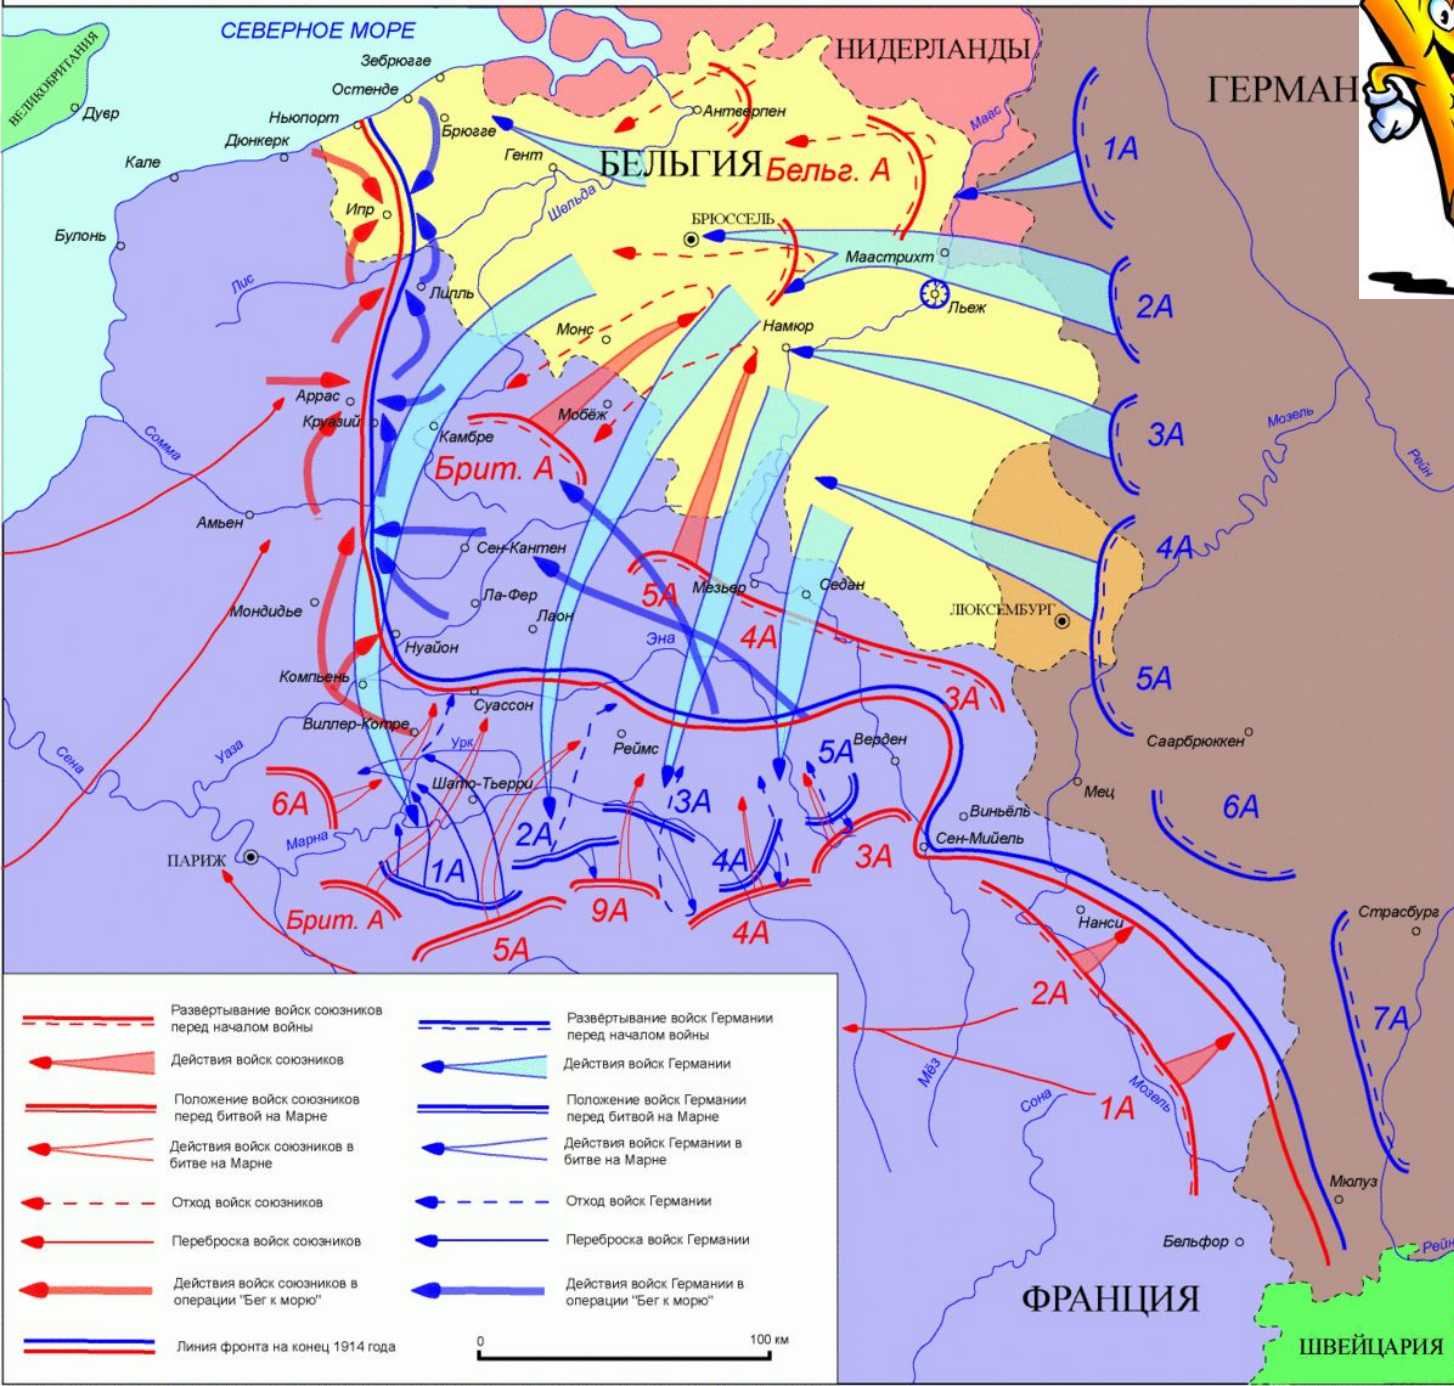 СЕВЕРНОЕ МОРЕ
ВЕЛИКОБРИТАНИЯ
Дувр
Зебрюгге
Остенде
Ньюпорт
Дюнкерк
Кале
Булонь
Брюгге
Гент
Антверпен
НИДЕРЛАНДЫ
ГЕРМАН
Маас
БЕЛЬГИЯ
Бельг. А
1А
Шельда
Ипр
БРЮССЕЛЬ
Маастрихт
Льеж
2А
Лис
Лилль
Монс
Намюр
3А
Мозель
Рейн
Аррас
Круазий
Камбре
Мобёж
Брит. А
Сомма
Амьен
Сен-Кантен
4А
Мондидье
Ла-Фер
Лаон
5А
Мезьер
Седан
ЛЮКСЕМБУРГ
4А
Эна
Нуайон
Компьень
3А
5А
Суассон
Виллер-Котре
Урк
Реймс
Верден
5А
Саарбрюккен
Сена
Уаза
Шато-Тьерри
6А
Мец
3А
6А
Марна
2А
Виньёль
Сен-Мийель
ПАРИЖ
1А
4А
3А
Брит. А
9А
4А
5А
Нанси
Страсбург
2А
7А
Мёз
Сона
Мозель
1А
Мюлуз
Бельфор
Рейн
ФРАНЦИЯ
ШВЕЙЦАРИЯ
Развёртывание войск союзников
перед началом войны
Действия войск союзников
Положение войск союзников
перед битвой на Марне
Действия войск союзников в
битве на Марне
Отход войск союзников
Переброска войск союзников
Действия войск союзников в
операции "Бег к морю"
Линия фронта на конец 1914 года
Развёртывание войск Германии
перед началом войны
Действия войск Германии
Положение войск Германии
перед битвой на Марне
Действия войск Германии в
битве на Марне
Отход войск Германии
Переброска войск Германии
Действия войск Германии в
операции "Бег к морю"
0
100 км